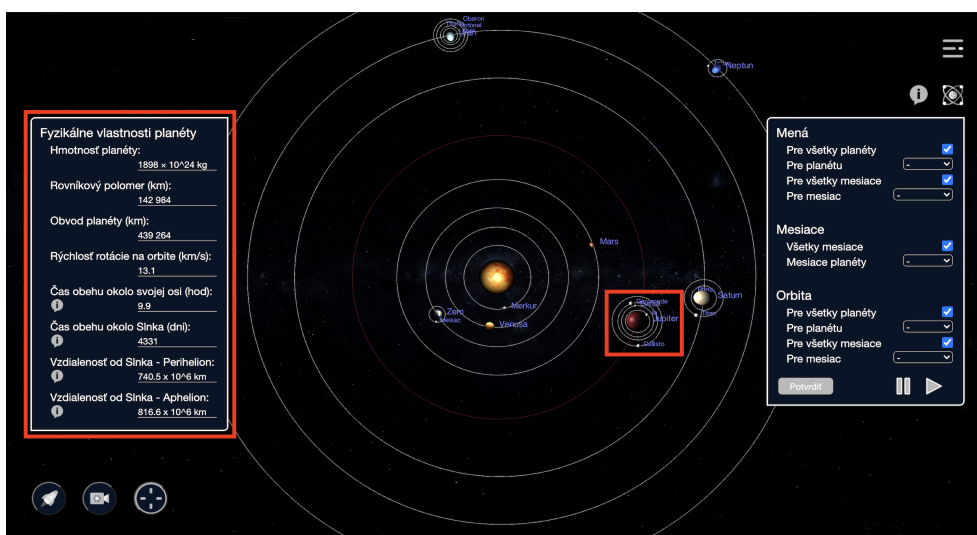 Oberon
Neptun
Fyzikálne vlastnosti planéty
Hmotnosť planéty:
1898 × 10^24 kg
Rovníkový polomer (km):
142 984
Obvod planéty (km):
439 264
Rýchlosť rotácie na orbite (km/s):
13.1
Čas obehu okolo svojej osi (hod):
9.9
Čas obehu okolo Slnka (dni):
4331
Vzdialenosť od Slnka - Perihelion:
740.5 x 10^6 km
Vzdialenosť od Slnka - Aphelion:
816.6 x 10^6 km
Mars
Merkur
Venuša
Zem
Mesiac
Jupiter
Callisto
Saturn
Titan
Mená
Pre všetky planéty
Pre planétu -
Pre všetky mesiace
Pre mesiac -
Mesiace
Všetky mesiace
Mesiace planéty -
Orbita
Pre všetky planéty
Pre planétu -
Pre všetky mesiace
Pre mesiac -
Potvrdiť